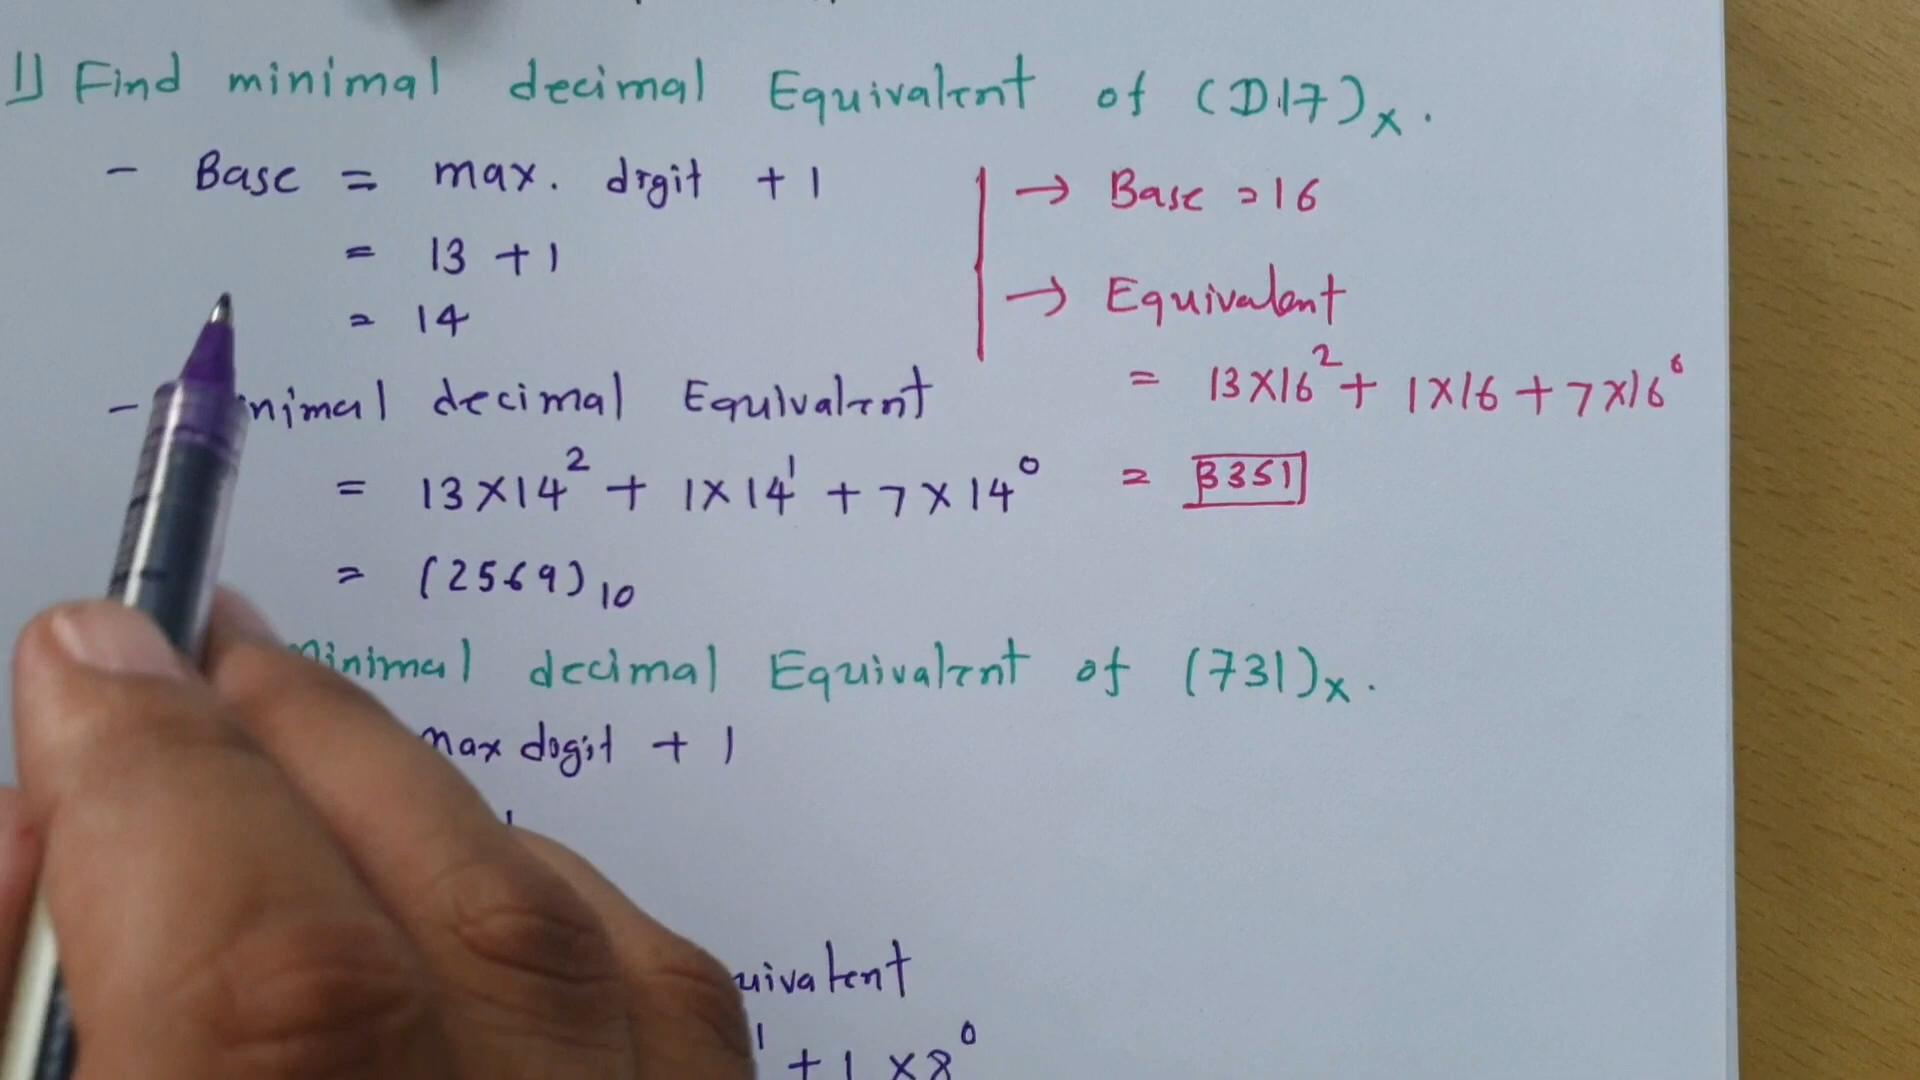 1) Find minimal decimal Equivalent of (D17)x.
- Base = max. digit + 1
= 13 + 1
= 14
→ Base = 16
→ Equivalent
= 13 X 16² + 1 X 16 + 7 X 16⁰
= 3351
- nimal decimal Equivalent
= 13 X 14² + 1 X 14¹ + 7 X 14⁰
= (2569)10
Minimal decimal Equivalent of (731)x.
max digit + 1
uivalent
+ 1 X 8⁰